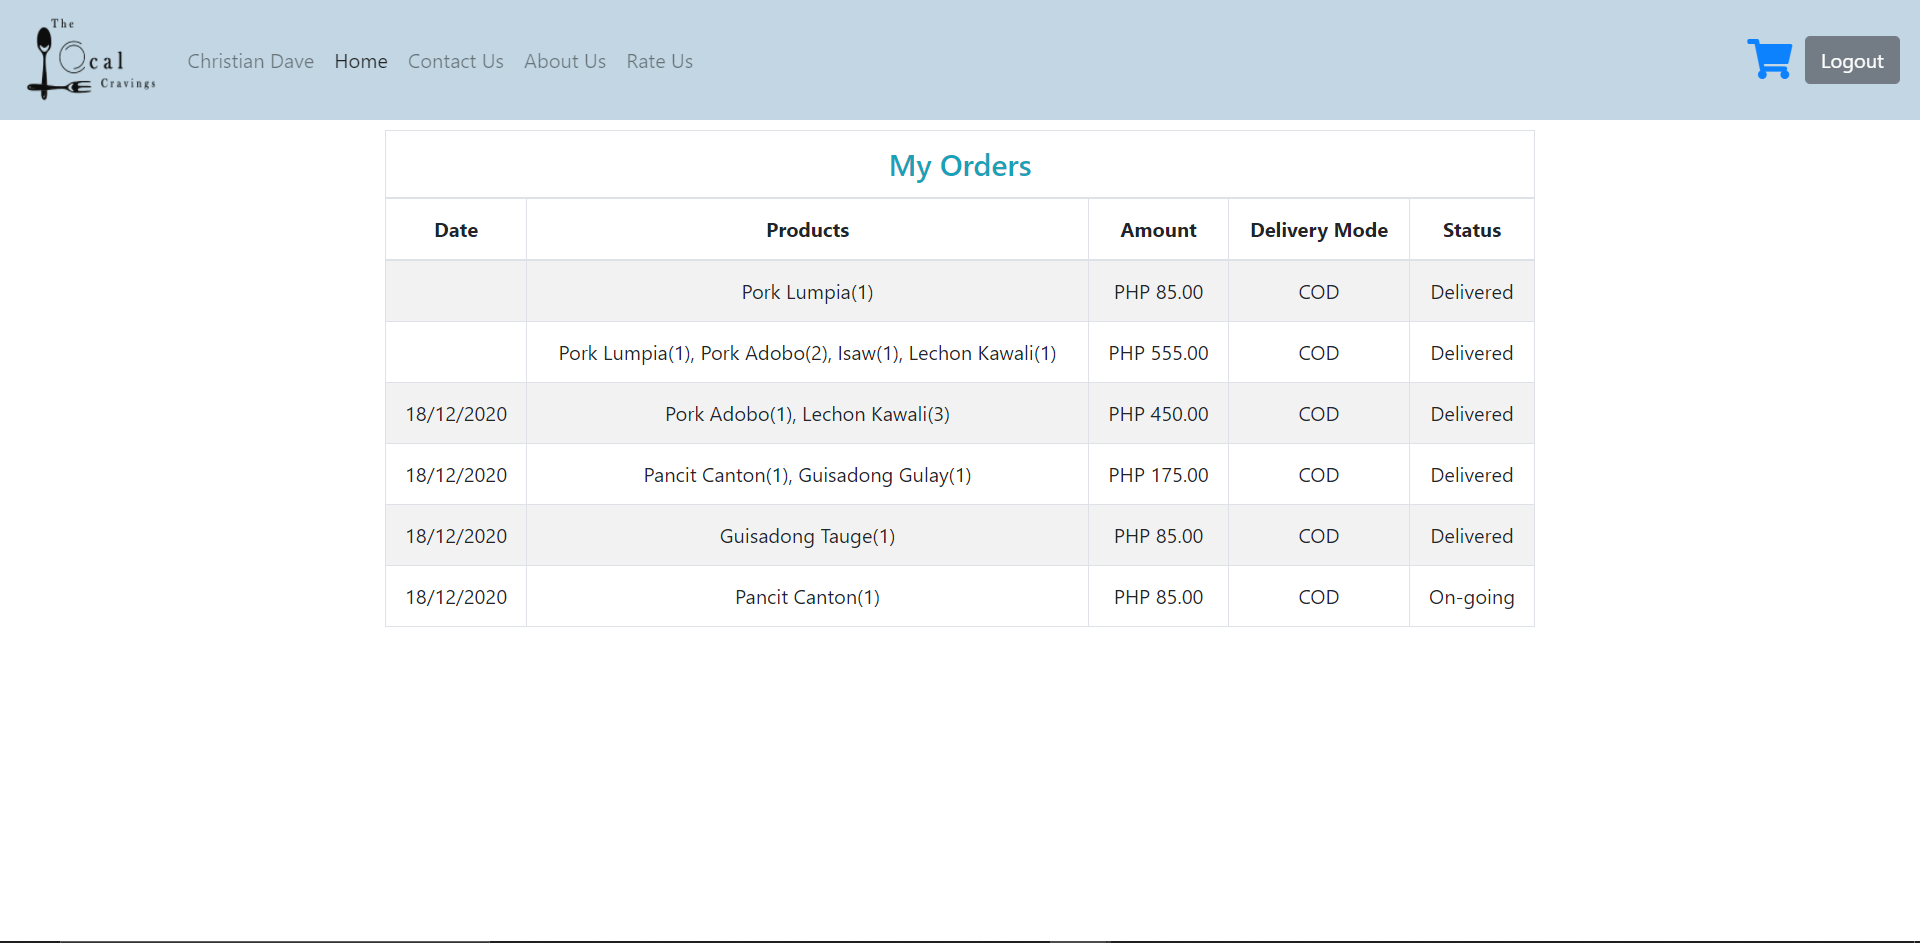 The
Local
Cravings
Christian Dave Home Contact Us About Us Rate Us Logout
My Orders
Date Products Amount Delivery Mode Status
Pork Lumpia(1) PHP 85.00 COD Delivered
Pork Lumpia(1), Pork Adobo(2), Isaw(1), Lechon Kawali(1) PHP 555.00 COD Delivered
18/12/2020 Pork Adobo(1), Lechon Kawali(3) PHP 450.00 COD Delivered
18/12/2020 Pancit Canton(1), Guisadong Gulay(1) PHP 175.00 COD Delivered
18/12/2020 Guisadong Tauge(1) PHP 85.00 COD Delivered
18/12/2020 Pancit Canton(1) PHP 85.00 COD On-going